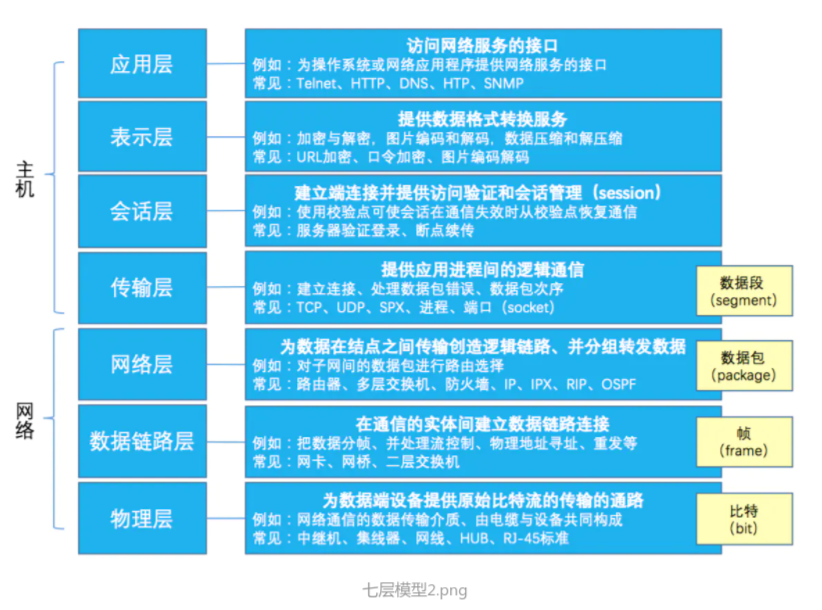 应用层
访问网络服务的接口
例如：为操作系统或网络应用程序提供网络服务的接口
常见：Telnet、HTTP、DNS、HTP、SNMP
表示层
提供数据格式转换服务
例如：加密与解密，图片编码和解码，数据压缩和解压缩
常见：URL加密、口令加密、图片编码解码
主机
会话层
建立端连接并提供访问验证和会话管理（session）
例如：使用校验点可使会话在通信失效时从校验点恢复通信
常见：服务器验证登录、断点续传
传输层
提供应用进程间的逻辑通信
例如：建立连接、处理数据包错误、数据包次序
常见：TCP、UDP、SPX、进程、端口（socket）
数据段
（segment）
网络层
为数据在结点之间传输创造逻辑链路、并分组转发数据
例如：对子网间的数据包进行路由选择
常见：路由器、多层交换机、防火墙、IP、IPX、RIP、OSPF
数据包
（package）
网络
数据链路层
在通信的实体间建立数据链路连接
例如：把数据分帧、并处理流控制、物理地址寻址、重发等
常见：网卡、网桥、二层交换机
帧
（frame）
物理层
为数据端设备提供原始比特流的传输的通路
例如：网络通信的数据传输介质、由电缆与设备共同构成
常见：中继机、集线器、网线、HUB、RJ-45标准
比特
（bit）
七层模型2.png